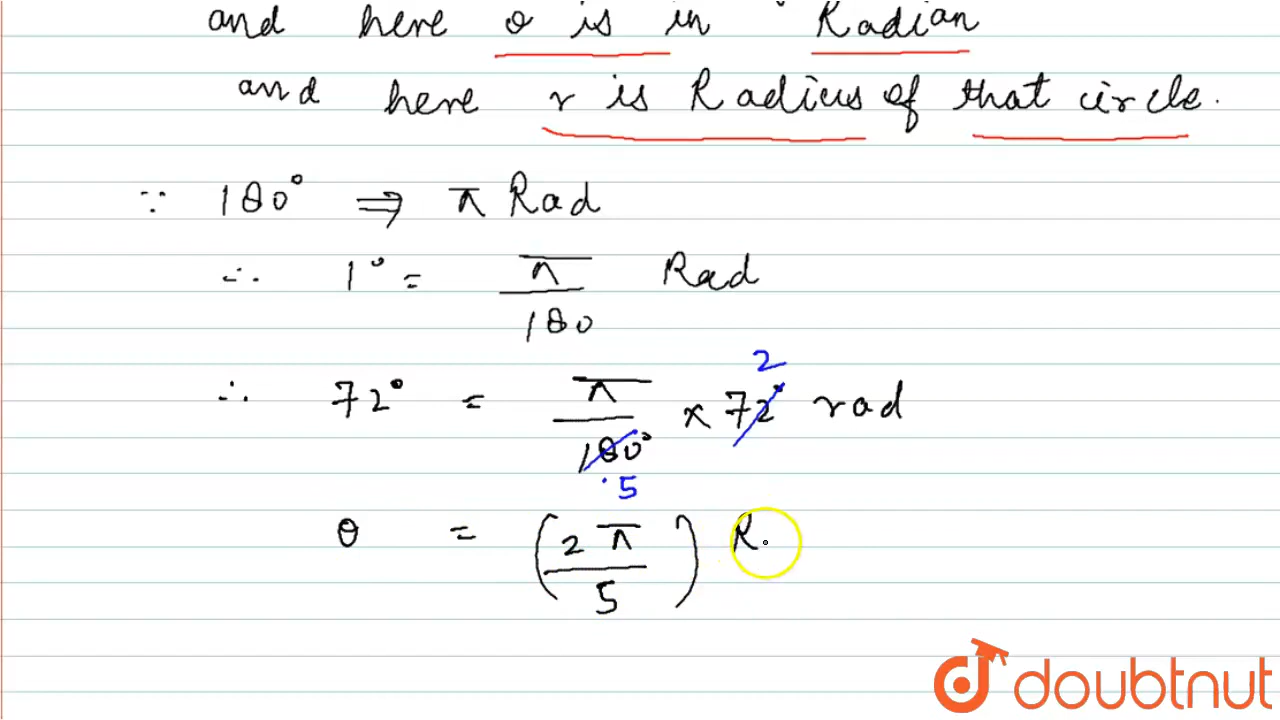 and here θ is in Radian
and here r is Radius of that circle.
∵ 180° ⇒ π Rad
∴ 1° = π/180 Rad
∴ 72° = π/180° × 72° rad
2
5
θ = (2π/5) R.
doubtnut